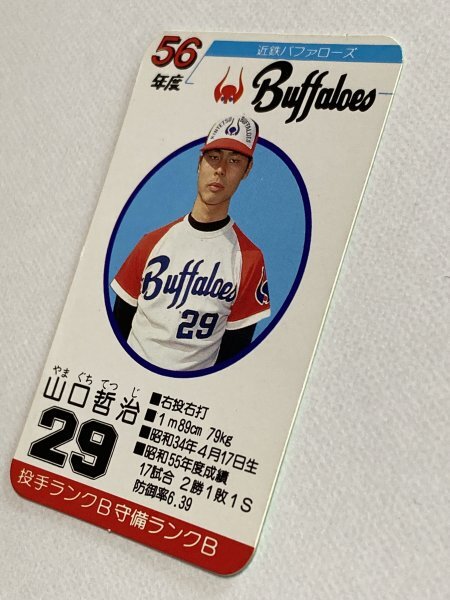 56
年度
近鉄バファローズ
Buffaloes
KINTETSU BUFFALOES
Buffaloes
29
やまぐちてつじ
山口哲治
29
■右投右打
■1m89cm 79kg
■昭和34年4月17日生
■昭和55年度成績
17試合 2勝1敗1S
防御率6.39
投手ランクB守備ランクB